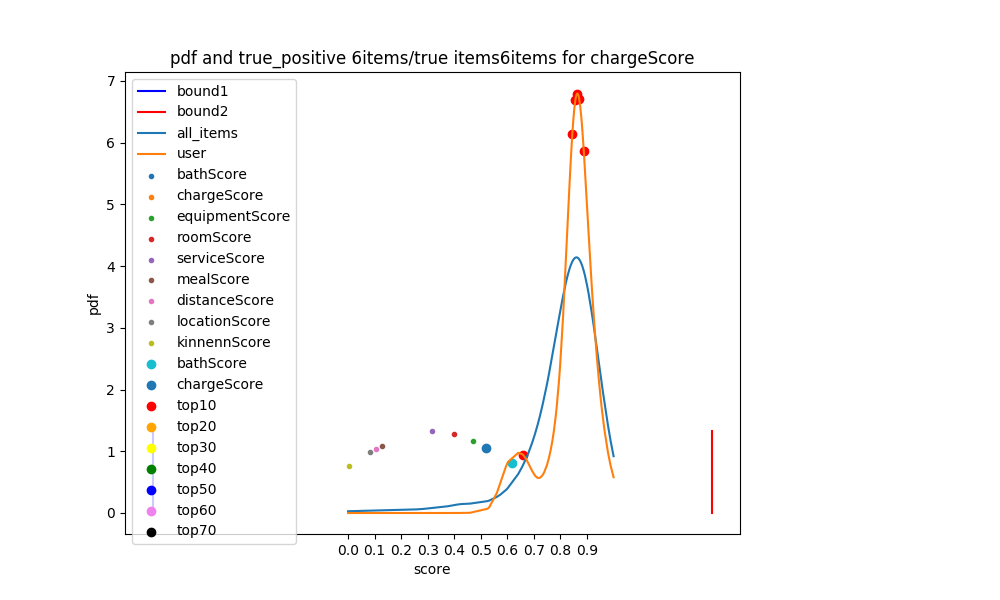 pdf and true_positive 6items/true items6items for chargeScore
7
6
5
4
3
2
1
0
pdf
bound1
bound2
all_items
user
bathScore
chargeScore
equipmentScore
roomScore
serviceScore
mealScore
distanceScore
locationScore
kinnennScore
bathScore
chargeScore
top10
top20
top30
top40
top50
top60
top70
0.0 0.1 0.2 0.3 0.4 0.5 0.6 0.7 0.8 0.9
score